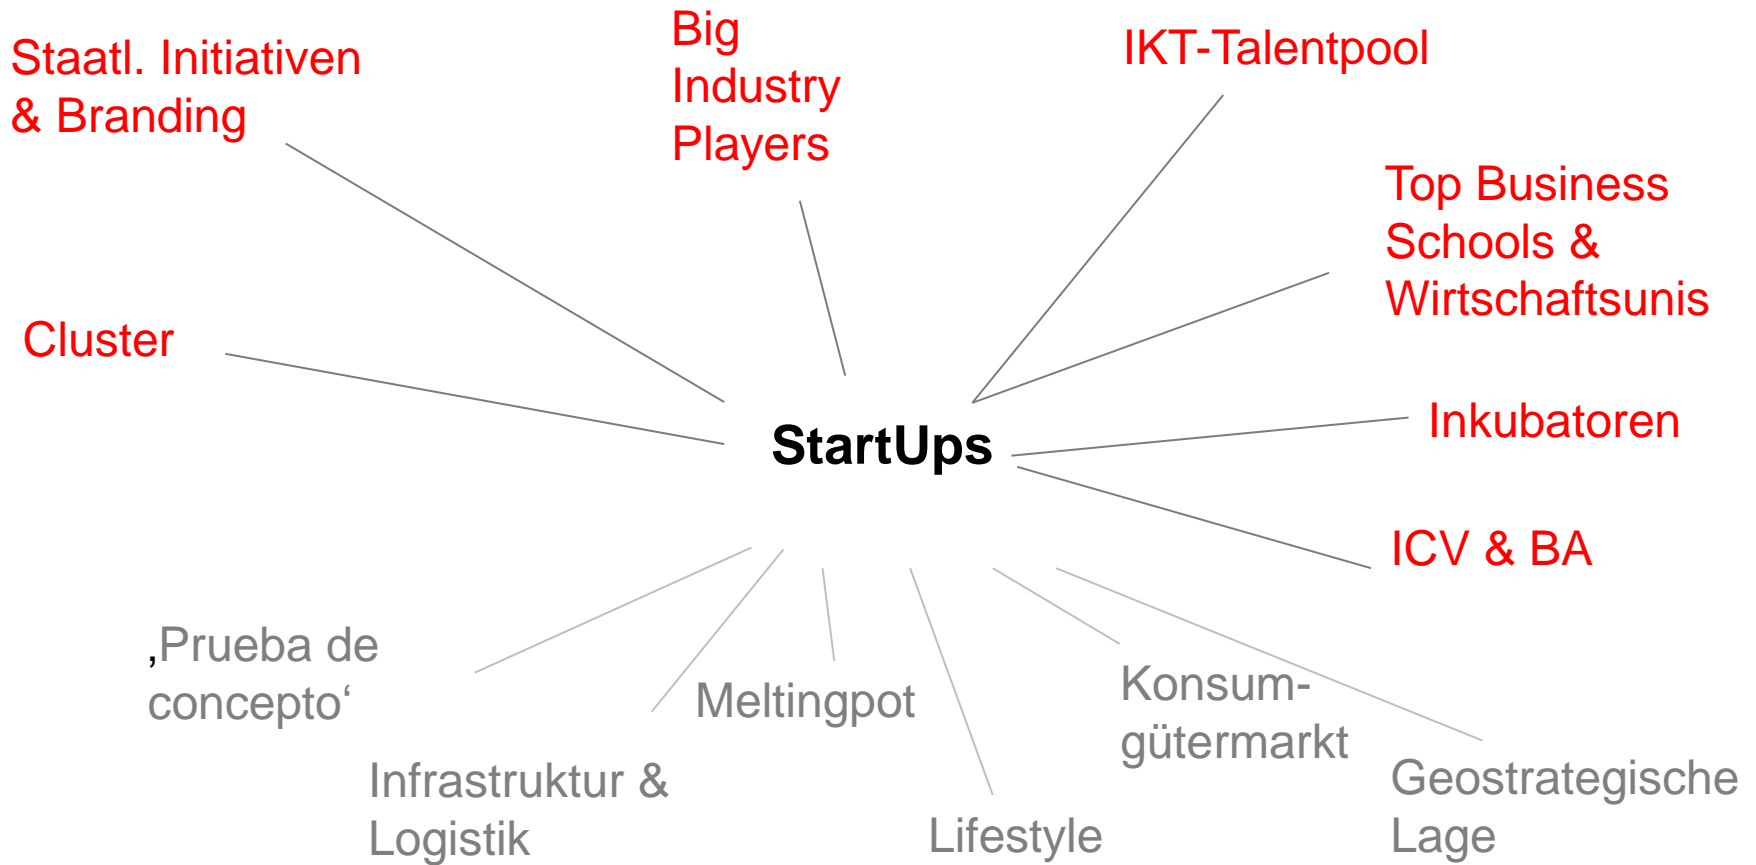 Staatl. Initiativen
& Branding
Big
Industry
Players
IKT-Talentpool
Top Business
Schools &
Wirtschaftsunis
Cluster
StartUps
Inkubatoren
ICV & BA
‚Prueba de
concepto‘
Infrastruktur &
Logistik
Meltingpot
Lifestyle
Konsum-
gütermarkt
Geostrategische
Lage